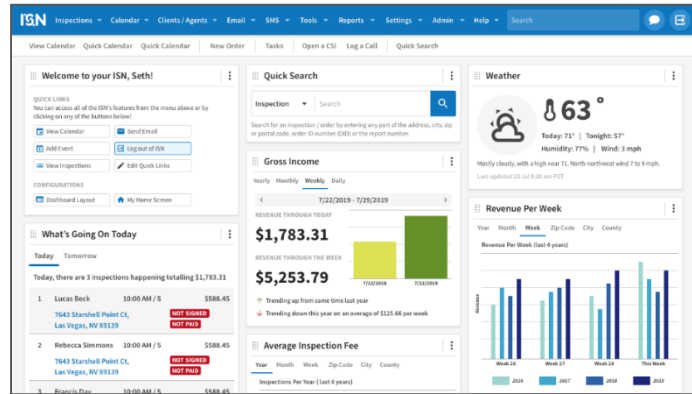 ISN Inspections Calendar Clients / Agents Email SMS Tools Reports Settings Admin Help Search
View Calendar Quick Calendar Quick Calendar New Order Tasks Open a CSI Log a Call Quick Search
Welcome to your ISN, Seth!
QUICK LINKS
You can access all of the ISN's features from the menu above or by
clicking on any of the buttons below!
View Calendar Send Email
Add Event Log out of ISN
View Inspections Edit Quick Links
CONFIGURATIONS
Dashboard Layout My Home Screen
What's Going On Today
Today Tomorrow
Today, there are 3 inspections happening totalling $1,783.31
1 Lucas Beck 10:00 AM / 5 $588.45
7643 Starshell Point Ct,
Las Vegas, NV 89139
NOT SIGNED
NOT PAID
2 Rebecca Simmons 10:00 AM / 5 $588.45
7643 Starshell Point Ct,
Las Vegas, NV 89139
NOT SIGNED
NOT PAID
3 Francis Day 10:00 AM / 5 $588.45
Quick Search
Inspection Search
Search for an inspection / order by entering any part of the address, city, zip
or postal code, order ID number (OID) or the report number.
Gross Income
Yearly Monthly Weekly Daily
< 7/22/2019 - 7/29/2019 >
REVENUE THROUGH TODAY
$1,783.31
REVENUE THROUGH THE WEEK
$5,253.79
7/23/2018 7/23/2019
Trending up from same time last year
Trending down this year on an average of $125.66 per week
Average Inspection Fee
Year Month Week Zip Code City County
Inspections Per Year (last 4 years)
Weather
63°
Today: 71° | Tonight: 57°
Humidity: 77% | Wind: 3 mph
Mostly cloudy, with a high near 71. North northwest wind 7 to 9 mph.
Last updated 23 Jul 8:28 am PDT
Revenue Per Week
Year Month Week Zip Code City County
Revenue Per Week (last 4 years)
Revenue
Week 16 Week 17 Week 18 This Week
2016 2017 2018 2019